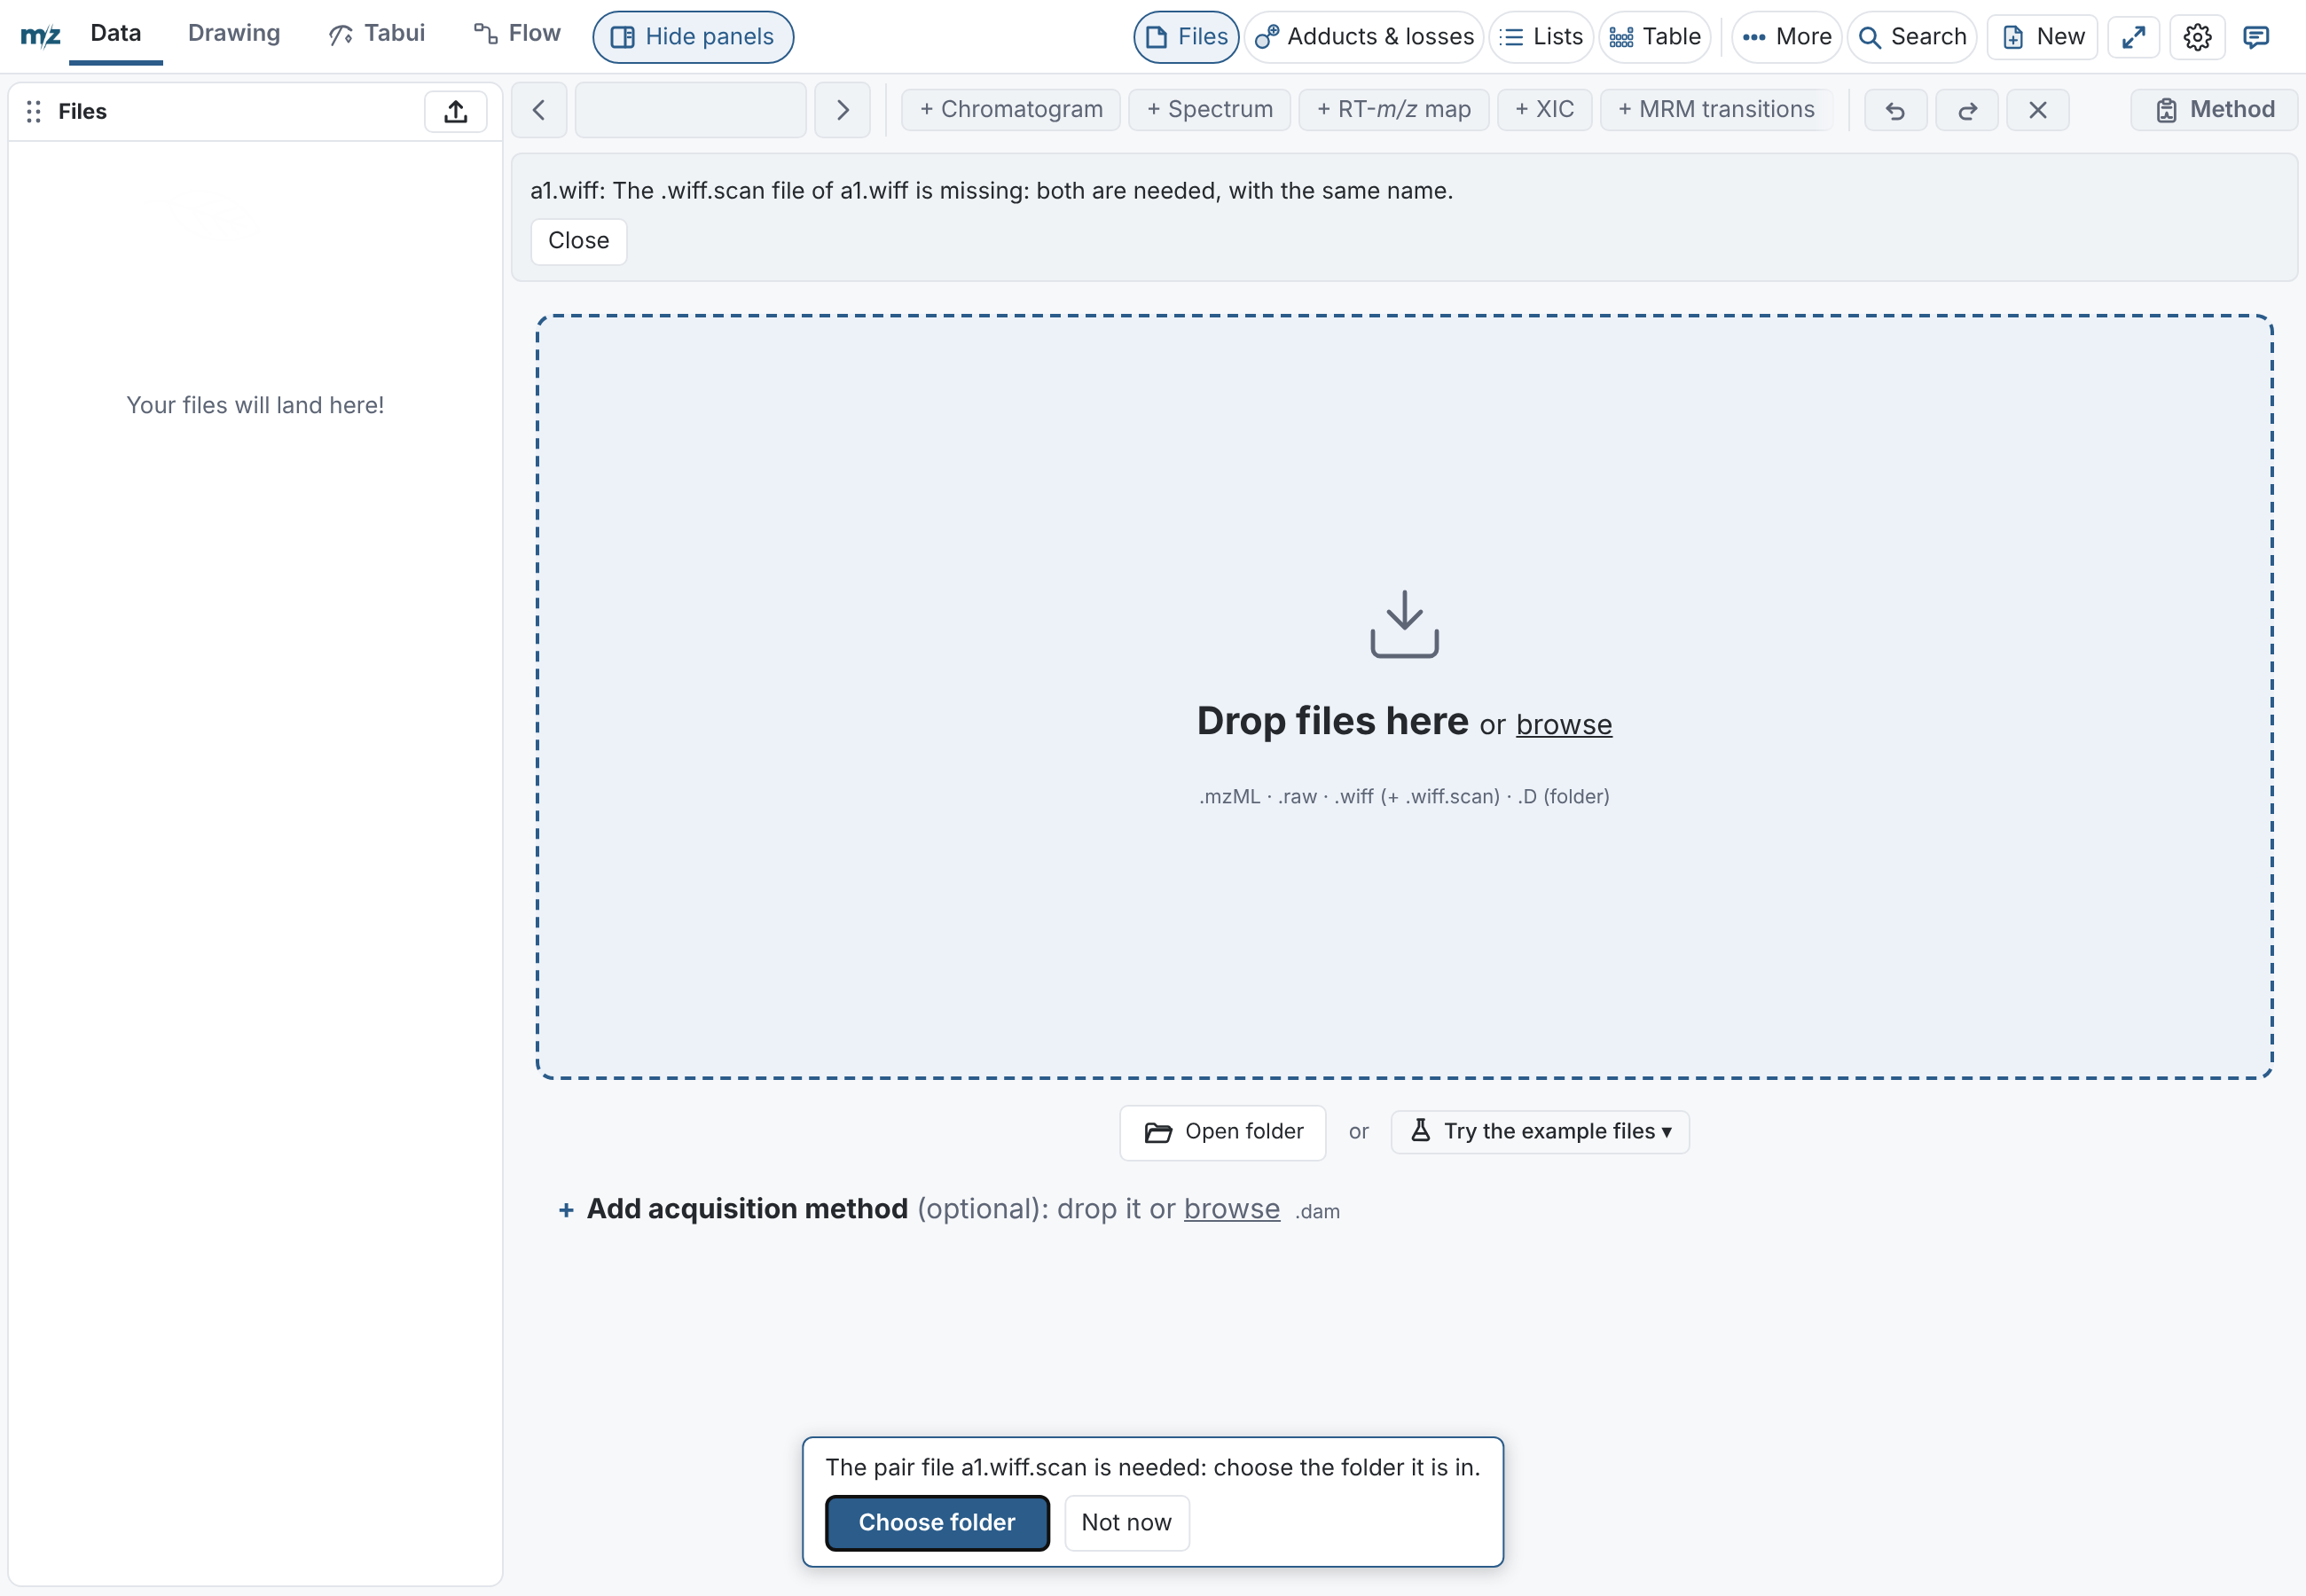 m/z Data Drawing Tabui Flow Hide panels Files Adducts & losses Lists Table More Search New
Files
+ Chromatogram + Spectrum + RT-m/z map + XIC + MRM transitions Method
a1.wiff: The .wiff.scan file of a1.wiff is missing: both are needed, with the same name.
Close
Your files will land here!
Drop files here or browse
.mzML · .raw · .wiff (+ .wiff.scan) · .D (folder)
Open folder or Try the example files ▾
+ Add acquisition method (optional): drop it or browse .dam
The pair file a1.wiff.scan is needed: choose the folder it is in.
Choose folder Not now